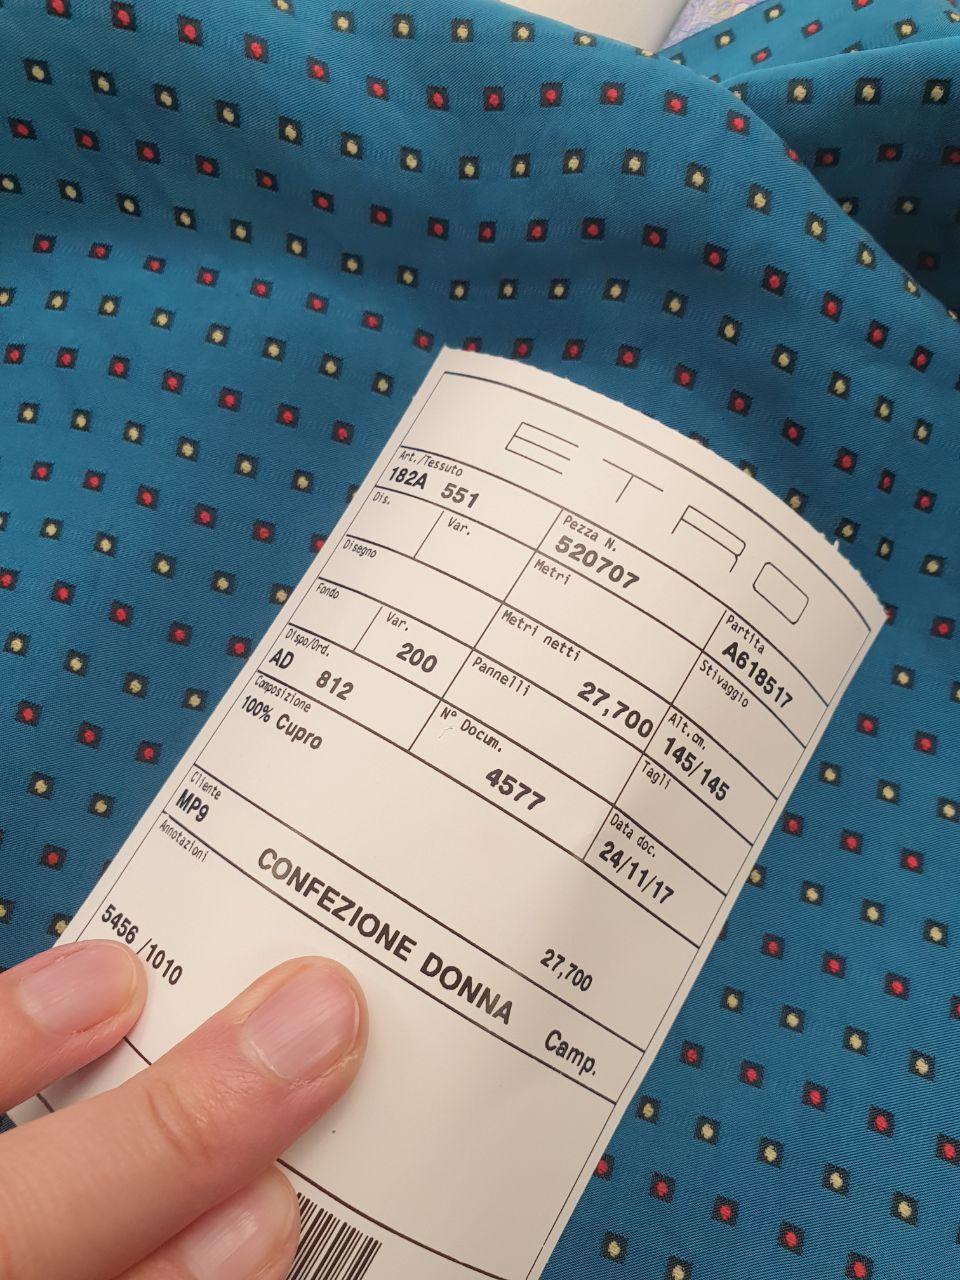 ETRO
Art./Tessuto
182A 551
Pezza N.
520707
Partita
A618517
Dis.
Var.
Metri
Stivaggio
Disegno
Metri netti
27,700
Alt.cm.
145/145
Fondo
Var.
200
Pannelli
Tagli
Dispo/Ord.
AD 812
N° Docum.
4577
Data doc.
24/11/17
Composizione
100% Cupro
27,700
Cliente
MP9
CONFEZIONE DONNA
Camp.
Annotazioni
5456 /1010